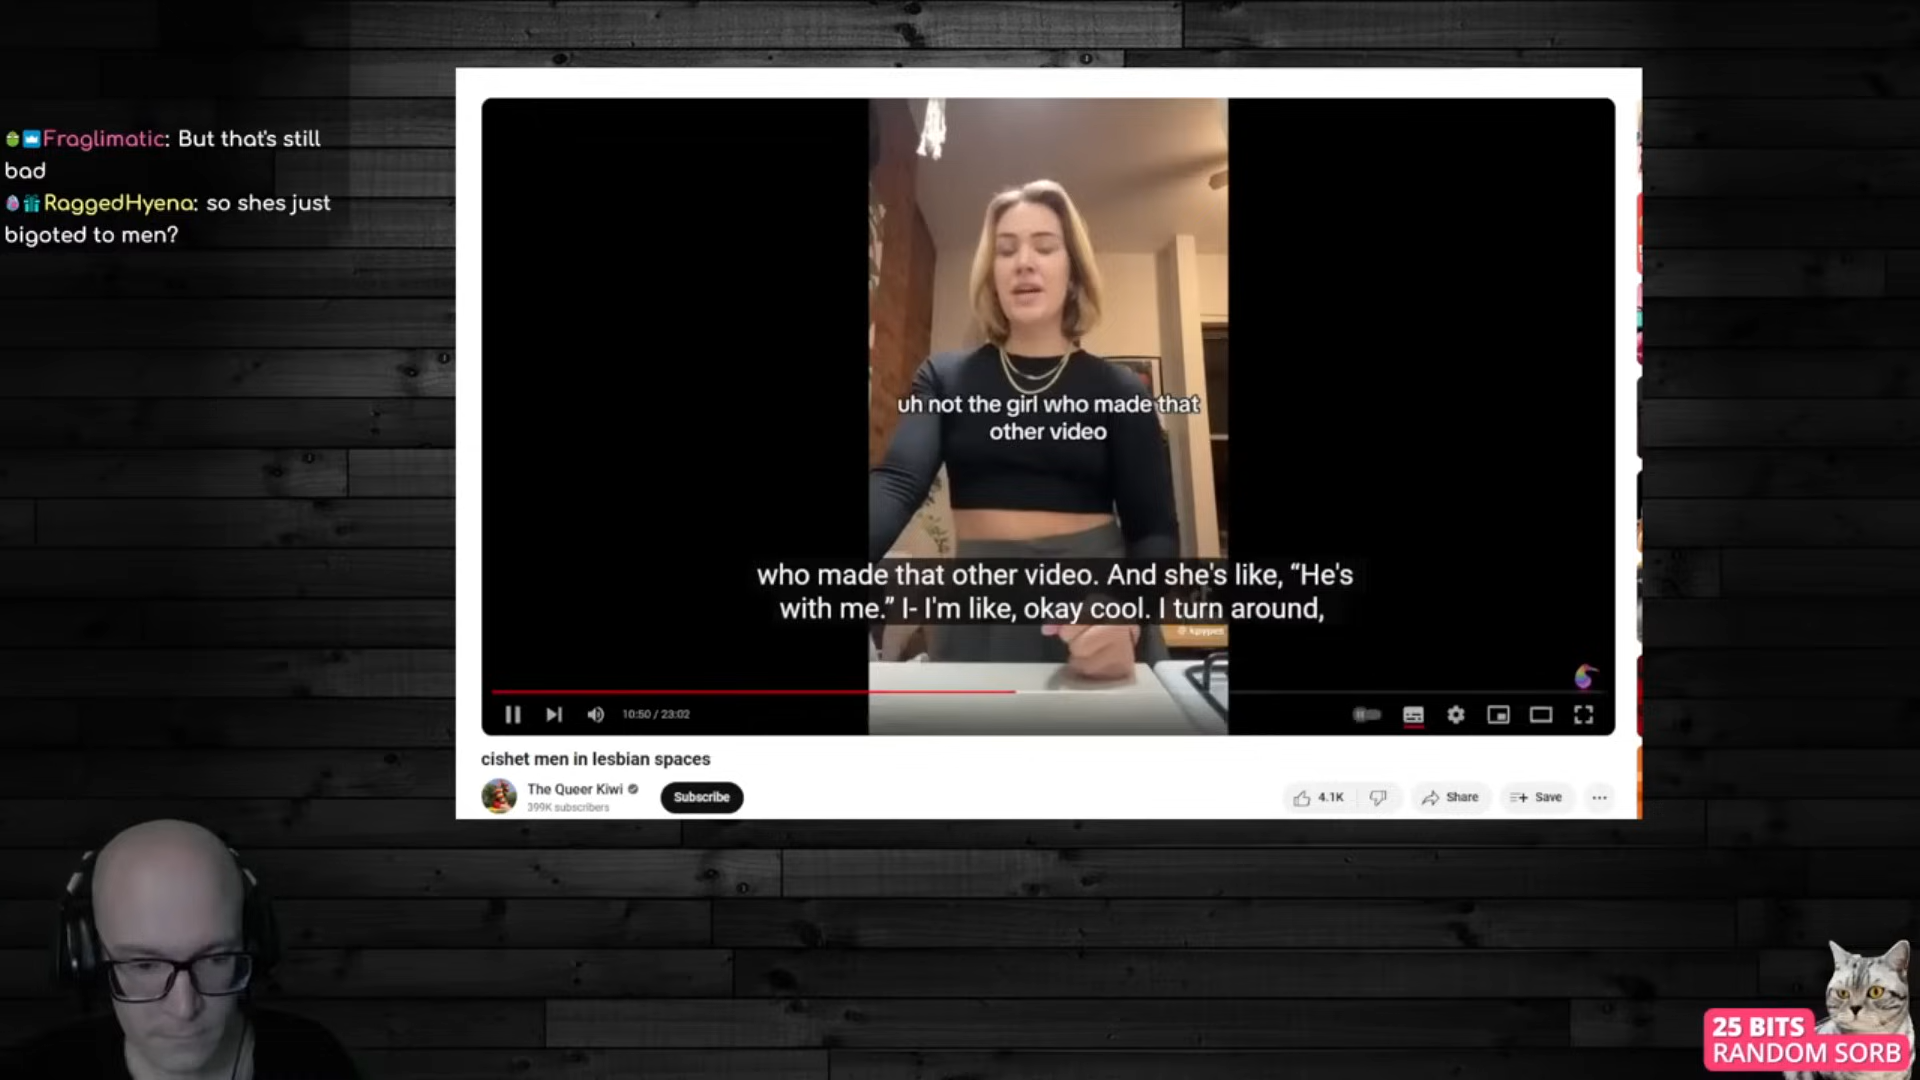 Fraglimatic: But that's still
bad
RaggedHyena: so shes just
bigoted to men?
uh not the girl who made that
other video
who made that other video. And she's like, “He's
with me.” I- I'm like, okay cool. I turn around,
@kpypes
10:50 / 23:02
cishet men in lesbian spaces
The Queer Kiwi
399K subscribers
Subscribe
4.1K
Share
Save
25 BITS
RANDOM SORB